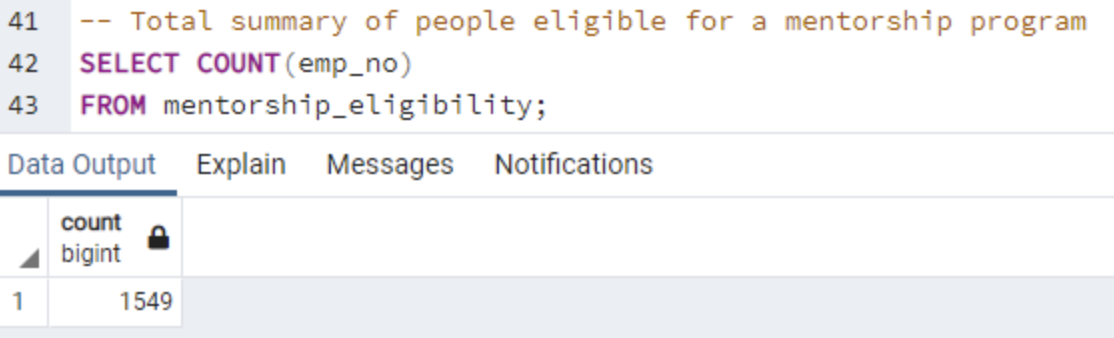 41 -- Total summary of people eligible for a mentorship program
42 SELECT COUNT(emp_no)
43 FROM mentorship_eligibility;
Data Output Explain Messages Notifications
count
bigint
1 1549